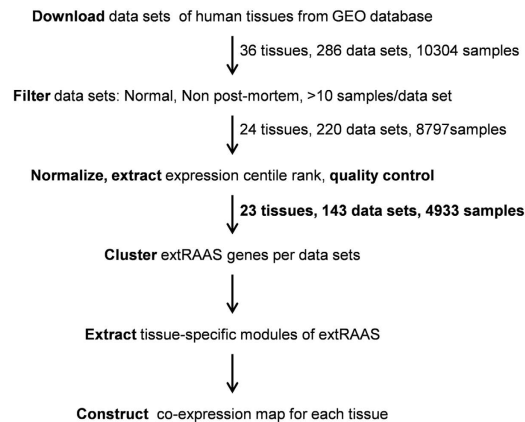 Download data sets of human tissues from GEO database
36 tissues, 286 data sets, 10304 samples
Filter data sets: Normal, Non post-mortem, >10 samples/data set
24 tissues, 220 data sets, 8797samples
Normalize, extract expression centile rank, quality control
23 tissues, 143 data sets, 4933 samples
Cluster extRAAS genes per data sets
Extract tissue-specific modules of extRAAS
Construct co-expression map for each tissue